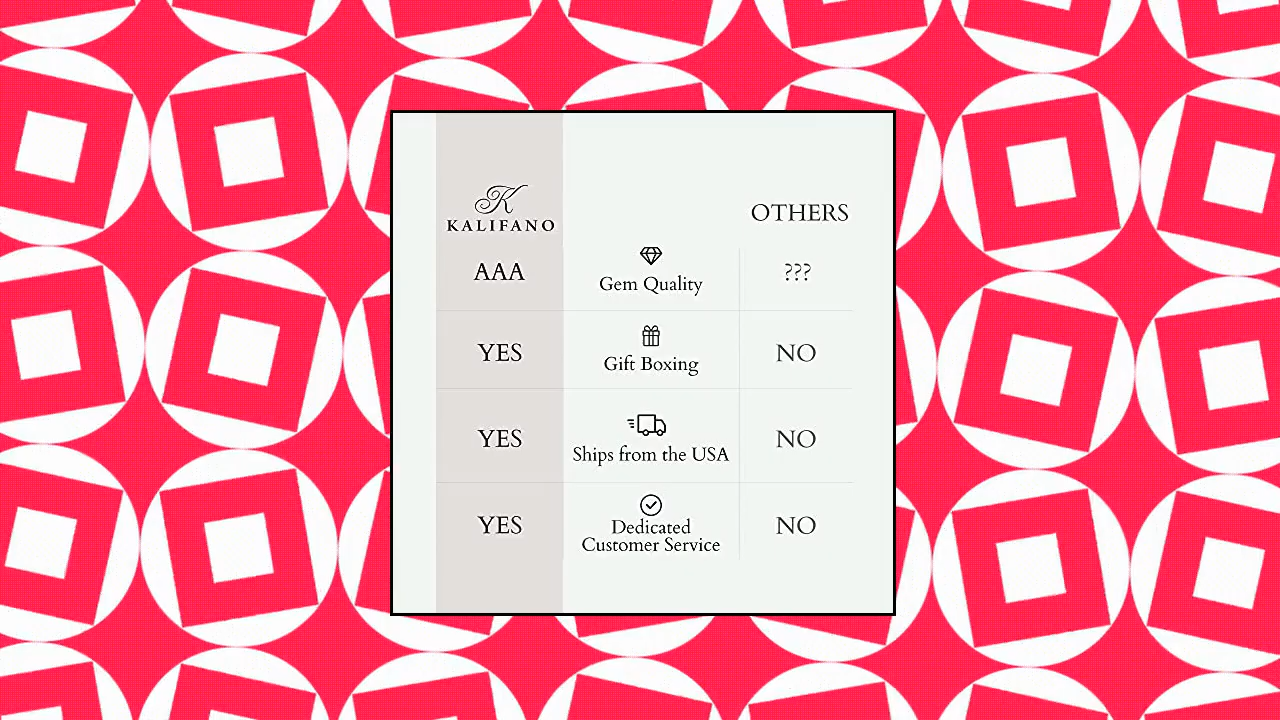 K
KALIFANO
OTHERS
AAA
Gem Quality
???
YES
Gift Boxing
NO
YES
Ships from the USA
NO
YES
Dedicated
Customer Service
NO